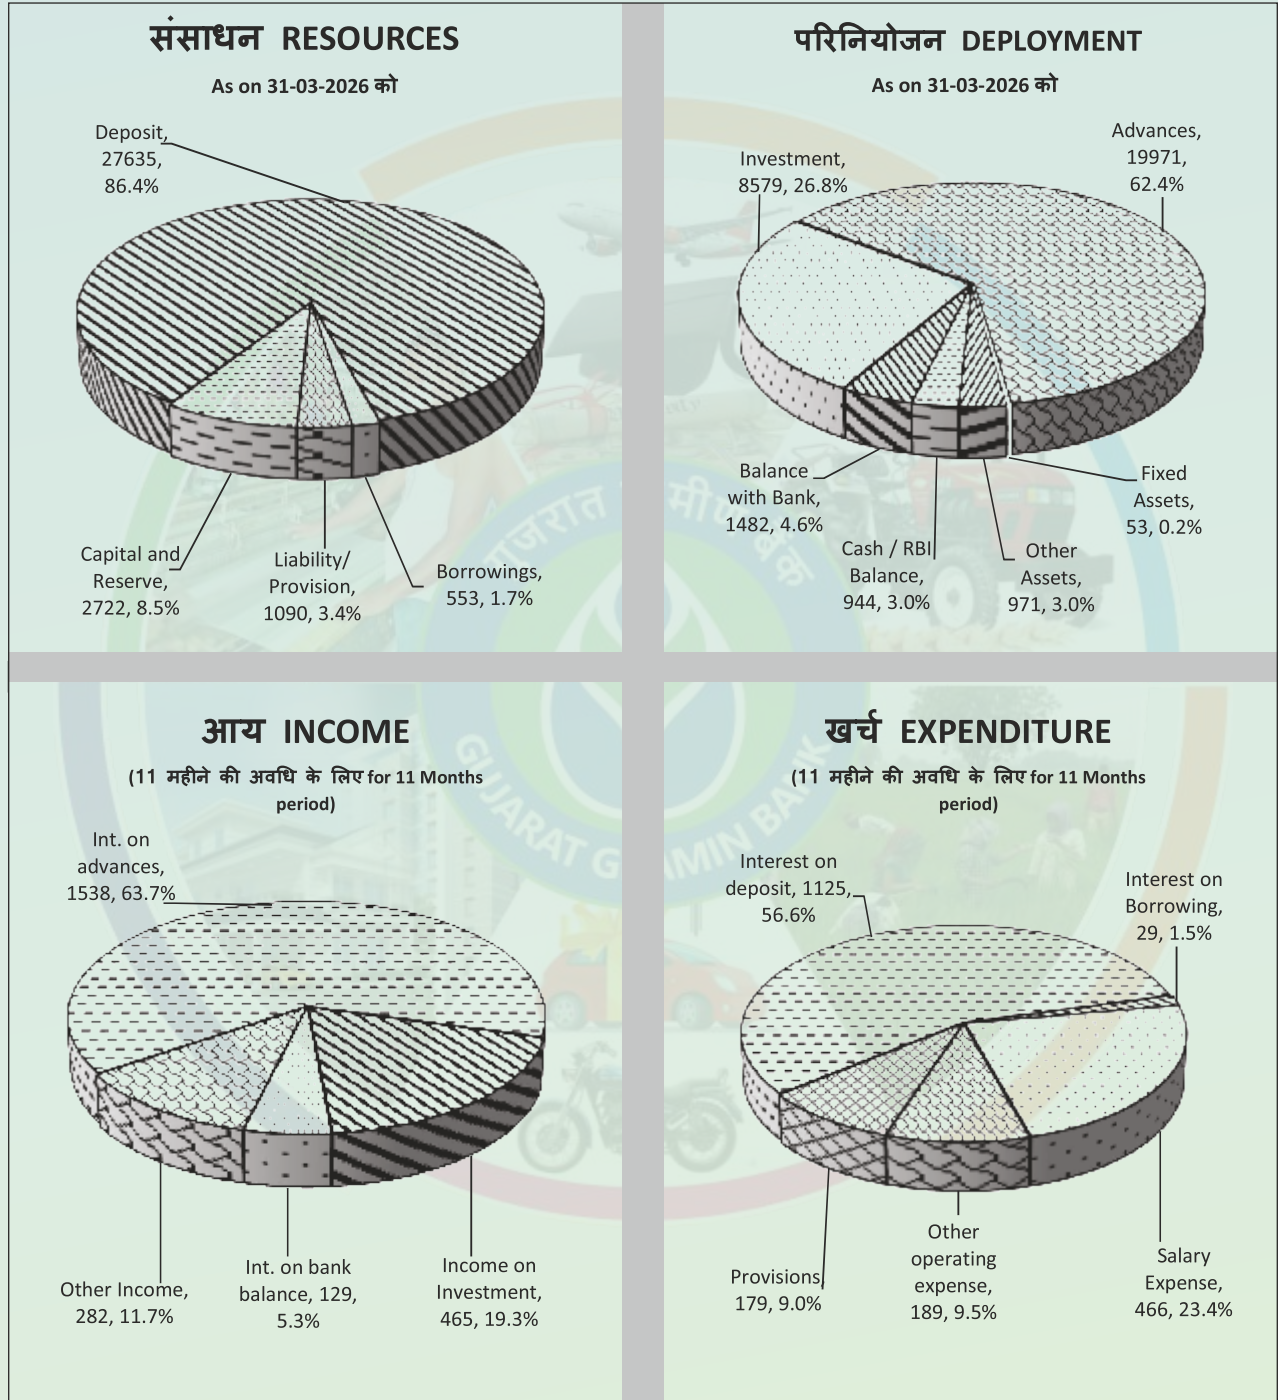 संसाधन RESOURCES
As on 31-03-2026 को
Deposit,
27635,
86.4%
Capital and
Reserve,
2722, 8.5%
Liability/
Provision,
1090, 3.4%
Borrowings,
553, 1.7%
परिनियोजन DEPLOYMENT
As on 31-03-2026 को
Investment,
8579, 26.8%
Advances,
19971,
62.4%
Balance
with Bank,
1482, 4.6%
Cash / RBI
Balance,
944, 3.0%
Other
Assets,
971, 3.0%
Fixed
Assets,
53, 0.2%
आय INCOME
(11 महीने की अवधि के लिए for 11 Months
period)
Int. on
advances,
1538, 63.7%
Other Income,
282, 11.7%
Int. on bank
balance, 129,
5.3%
Income on
Investment,
465, 19.3%
खर्च EXPENDITURE
(11 महीने की अवधि के लिए for 11 Months
period)
Interest on
deposit, 1125,
56.6%
Interest on
Borrowing,
29, 1.5%
Provisions,
179, 9.0%
Other
operating
expense,
189, 9.5%
Salary
Expense,
466, 23.4%
GUJARAT G MIN BANK